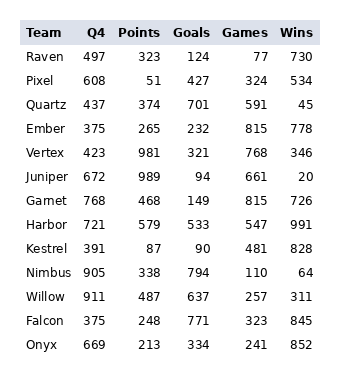 Team Q4 Points Goals Games Wins
Raven 497 323 124 77 730
Pixel 608 51 427 324 534
Quartz 437 374 701 591 45
Ember 375 265 232 815 778
Vertex 423 981 321 768 346
Juniper 672 989 94 661 20
Garnet 768 468 149 815 726
Harbor 721 579 533 547 991
Kestrel 391 87 90 481 828
Nimbus 905 338 794 110 64
Willow 911 487 637 257 311
Falcon 375 248 771 323 845
Onyx 669 213 334 241 852